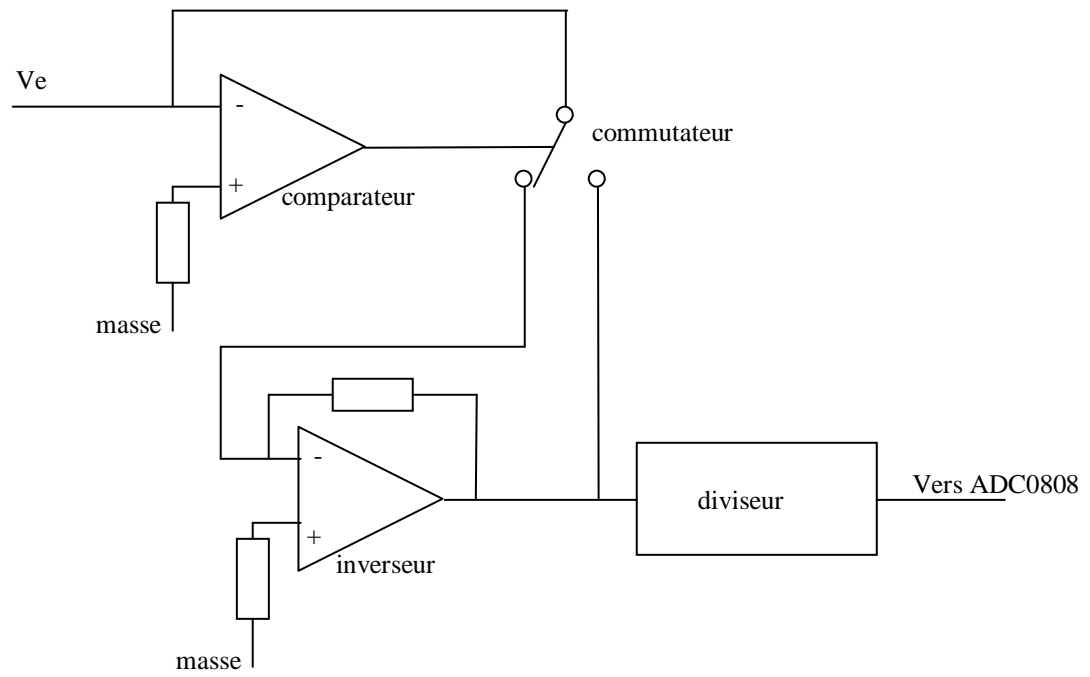 Ve
-
commutateur
+
comparateur
masse
-
diviseur
Vers ADC0808
+
inverseur
masse